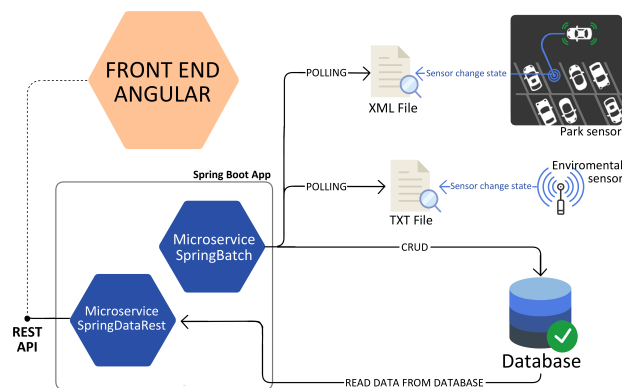 FRONT END
ANGULAR
POLLING
Sensor change state
XML File
Park sensor
Spring Boot App
Enviromental
sensor
POLLING
Sensor change state
TXT File
Microservice
SpringBatch
CRUD
Microservice
SpringDataRest
REST
API
Database
READ DATA FROM DATABASE